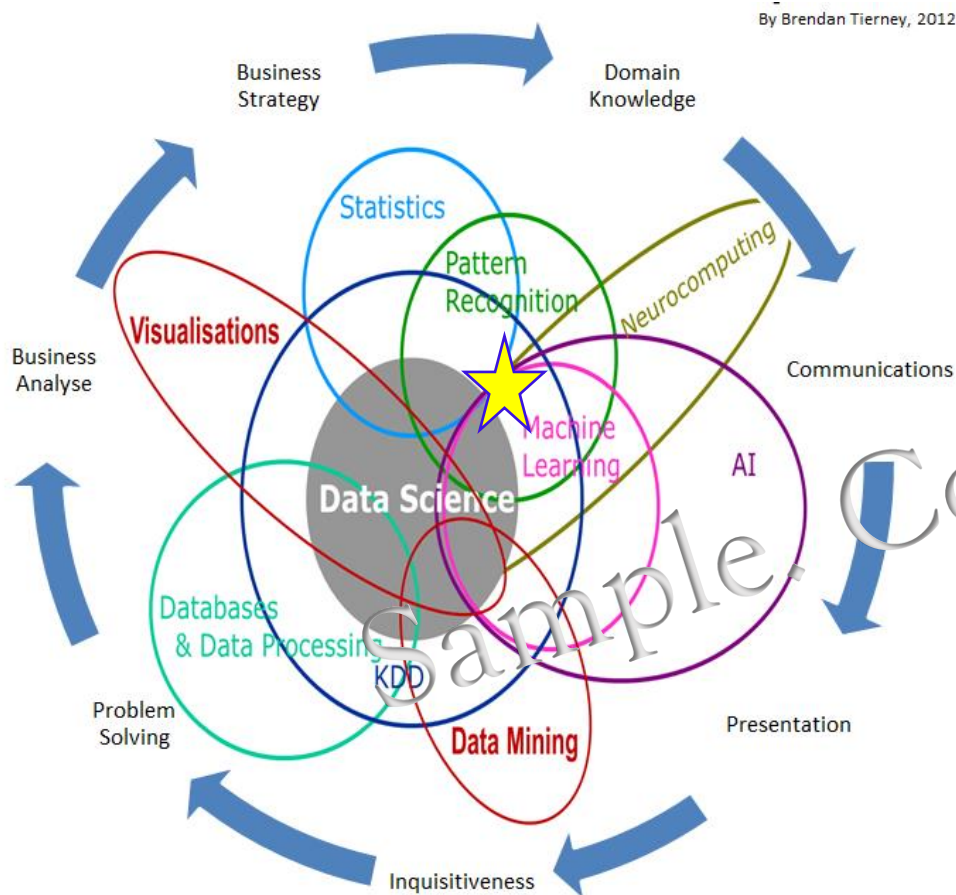 By Brendan Tierney, 2012
Business
Strategy
Domain
Knowledge
Statistics
Pattern
Recognition
Neurocomputing
Visualisations
Business
Analyse
Communications
Machine
Learning
AI
Data Science
Databases
& Data Processing
KDD
Sample. Co
Problem
Solving
Data Mining
Presentation
Inquisitiveness